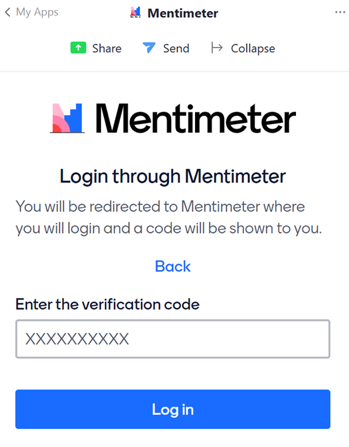 My Apps
Mentimeter
Share Send Collapse
Mentimeter
Login through Mentimeter
You will be redirected to Mentimeter where
you will login and a code will be shown to you.
Back
Enter the verification code
XXXXXXXXXX
Log in